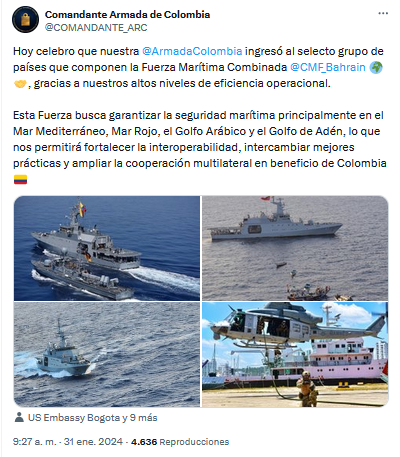 Comandante Armada de Colombia
@COMANDANTE_ARC
Hoy celebro que nuestra @ArmadaColombia ingresó al selecto grupo de
países que componen la Fuerza Marítima Combinada @CMF_Bahrain 🌍
🤝, gracias a nuestros altos niveles de eficiencia operacional.
Esta Fuerza busca garantizar la seguridad marítima principalmente en el
Mar Mediterráneo, Mar Rojo, el Golfo Arábico y el Golfo de Adén, lo que
nos permitirá fortalecer la interoperabilidad, intercambiar mejores
prácticas y ampliar la cooperación multilateral en beneficio de Colombia
🇨🇴
US Embassy Bogota y 9 más
9:27 a. m. · 31 ene. 2024 · 4.636 Reproducciones